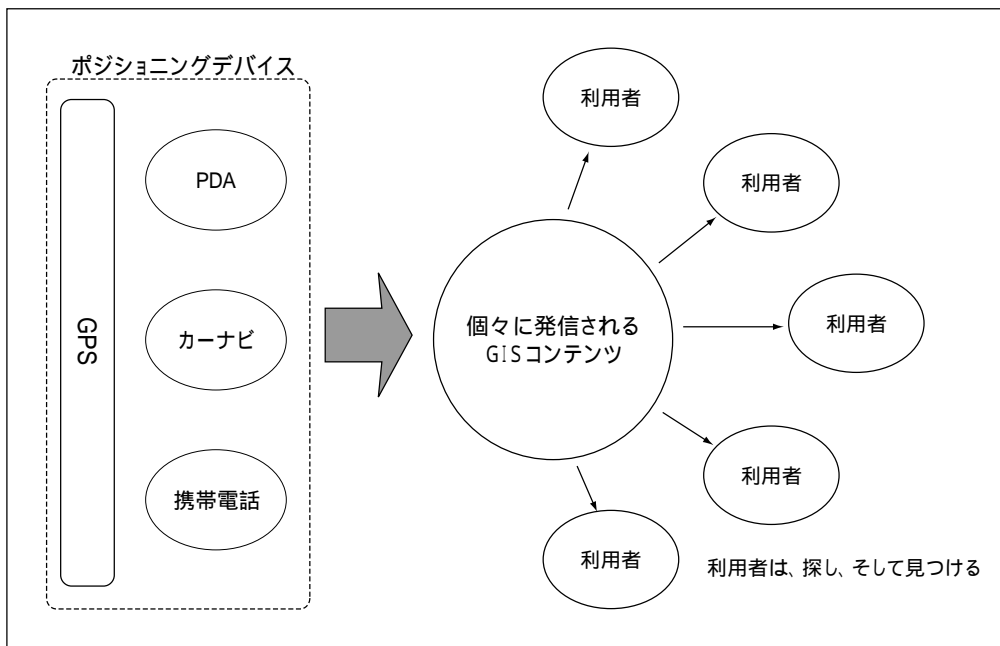 ポジショニングデバイス
GPS
PDA
カーナビ
携帯電話
個々に発信される
GISコンテンツ
利用者
利用者
利用者
利用者
利用者
利用者は、探し、そして見つける